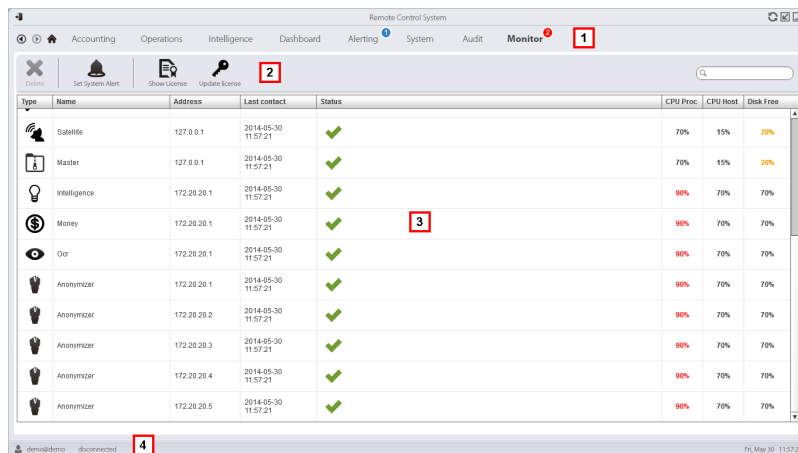 Remote Control System
Accounting Operations Intelligence Dashboard Alerting 1 System Audit Monitor 2 1
Delete Set System Alert Show License Update license 2
Type Name Address Last contact Status CPU Proc CPU Host Disk Free
Satellite 127.0.0.1 2014-05-30 11:57:21 70% 15% 20%
Master 127.0.0.1 2014-05-30 11:57:21 70% 15% 20%
Intelligence 172.20.20.1 2014-05-30 11:57:21 90% 70% 70%
Money 172.20.20.1 2014-05-30 11:57:21 3 90% 70% 70%
Ocr 172.20.20.1 2014-05-30 11:57:21 90% 70% 70%
Anonymizer 172.20.20.1 2014-05-30 11:57:21 90% 70% 70%
Anonymizer 172.20.20.2 2014-05-30 11:57:21 90% 70% 70%
Anonymizer 172.20.20.3 2014-05-30 11:57:21 90% 70% 70%
Anonymizer 172.20.20.4 2014-05-30 11:57:21 90% 70% 70%
Anonymizer 172.20.20.5 2014-05-30 11:57:21 90% 70% 70%
demo@demo disconnected 4 Fri, May 30